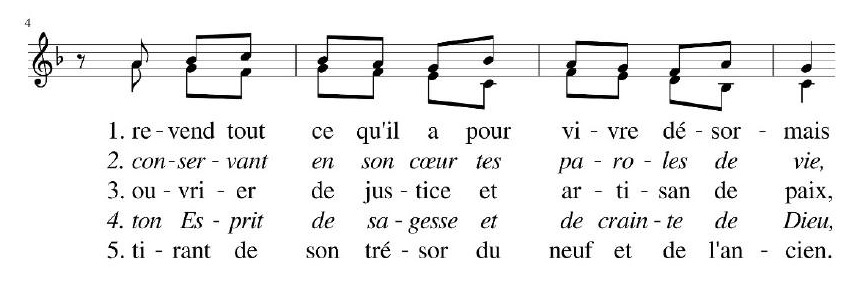 4
1. re - vend tout ce qu'il a pour vi - vre dé - sor - mais
2. con - ser - vant en son cœur tes pa - ro - les de vie,
3. ou - vri - er de jus - tice et ar - ti - san de paix,
4. ton Es - prit de sa - gesse et de crain - te de Dieu,
5. ti - rant de son tré - sor du neuf et de l'an - cien.